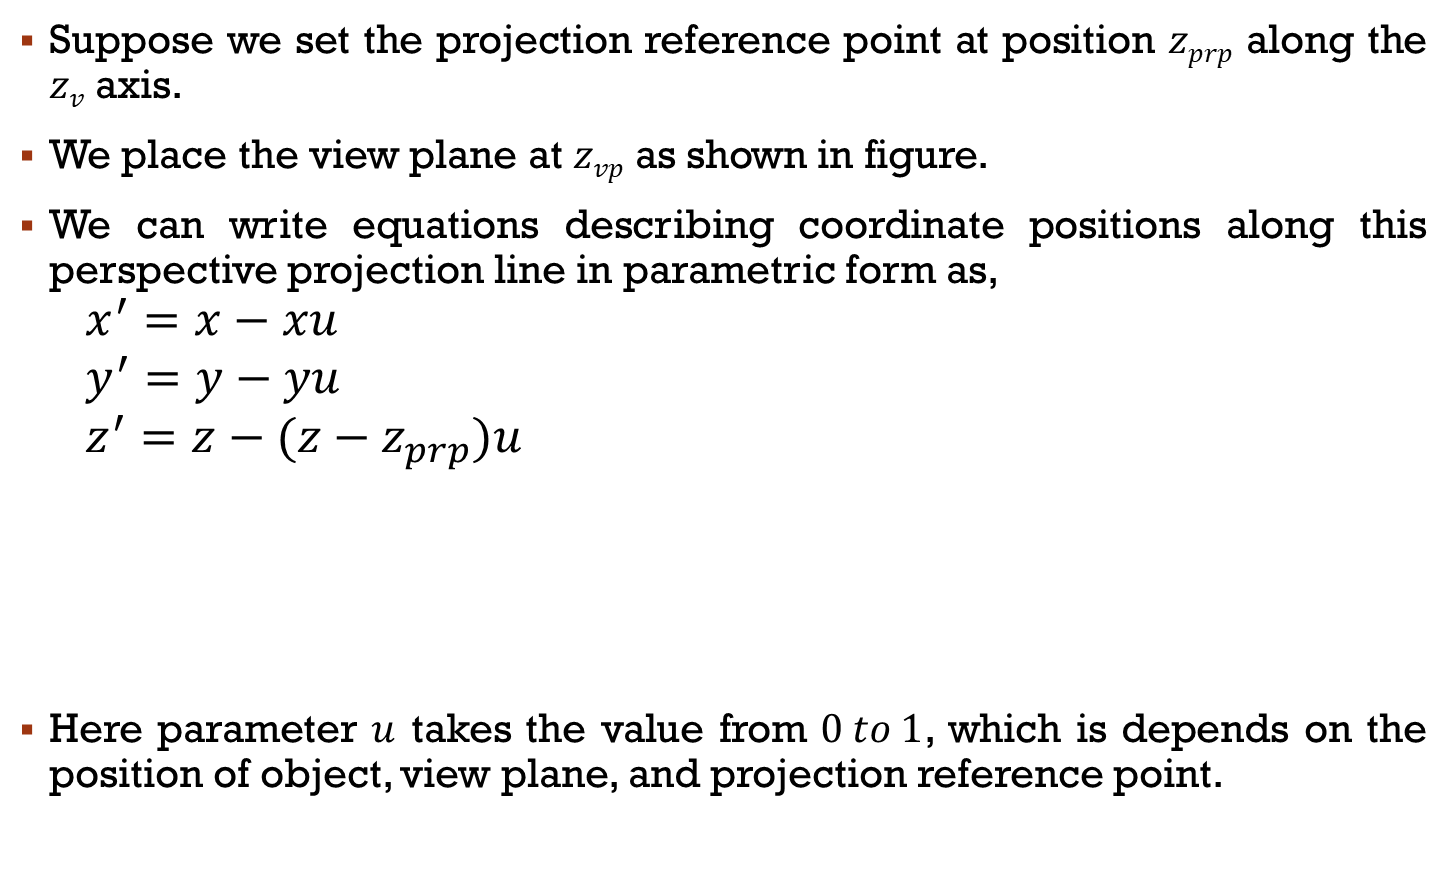 ▪ Suppose we set the projection reference point at position z_prp along the
z_v axis.
▪ We place the view plane at z_vp as shown in figure.
▪ We can write equations describing coordinate positions along this
perspective projection line in parametric form as,
x′ = x − xu
y′ = y − yu
z′ = z − (z − z_prp)u
▪ Here parameter u takes the value from 0 to 1, which is depends on the
position of object, view plane, and projection reference point.